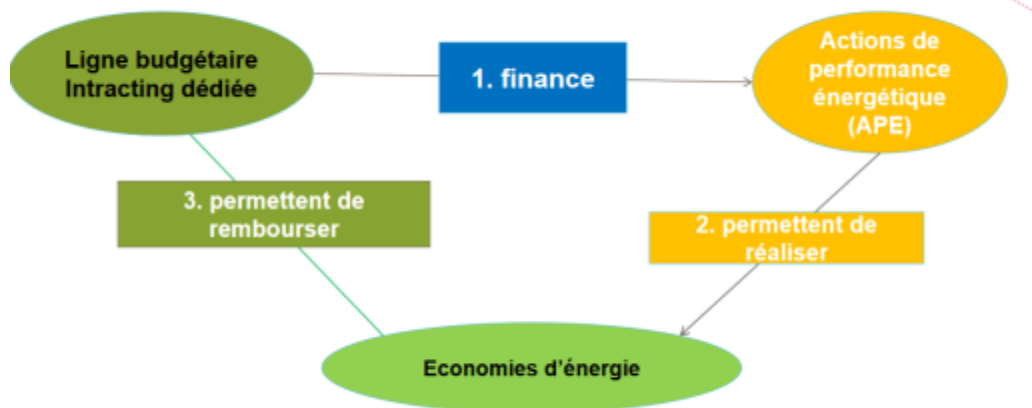 Ligne budgétaire
Intracting dédiée
1. finance
Actions de
performance
énergétique
(APE)
3. permettent de
rembourser
2. permettent de
réaliser
Economies d'énergie